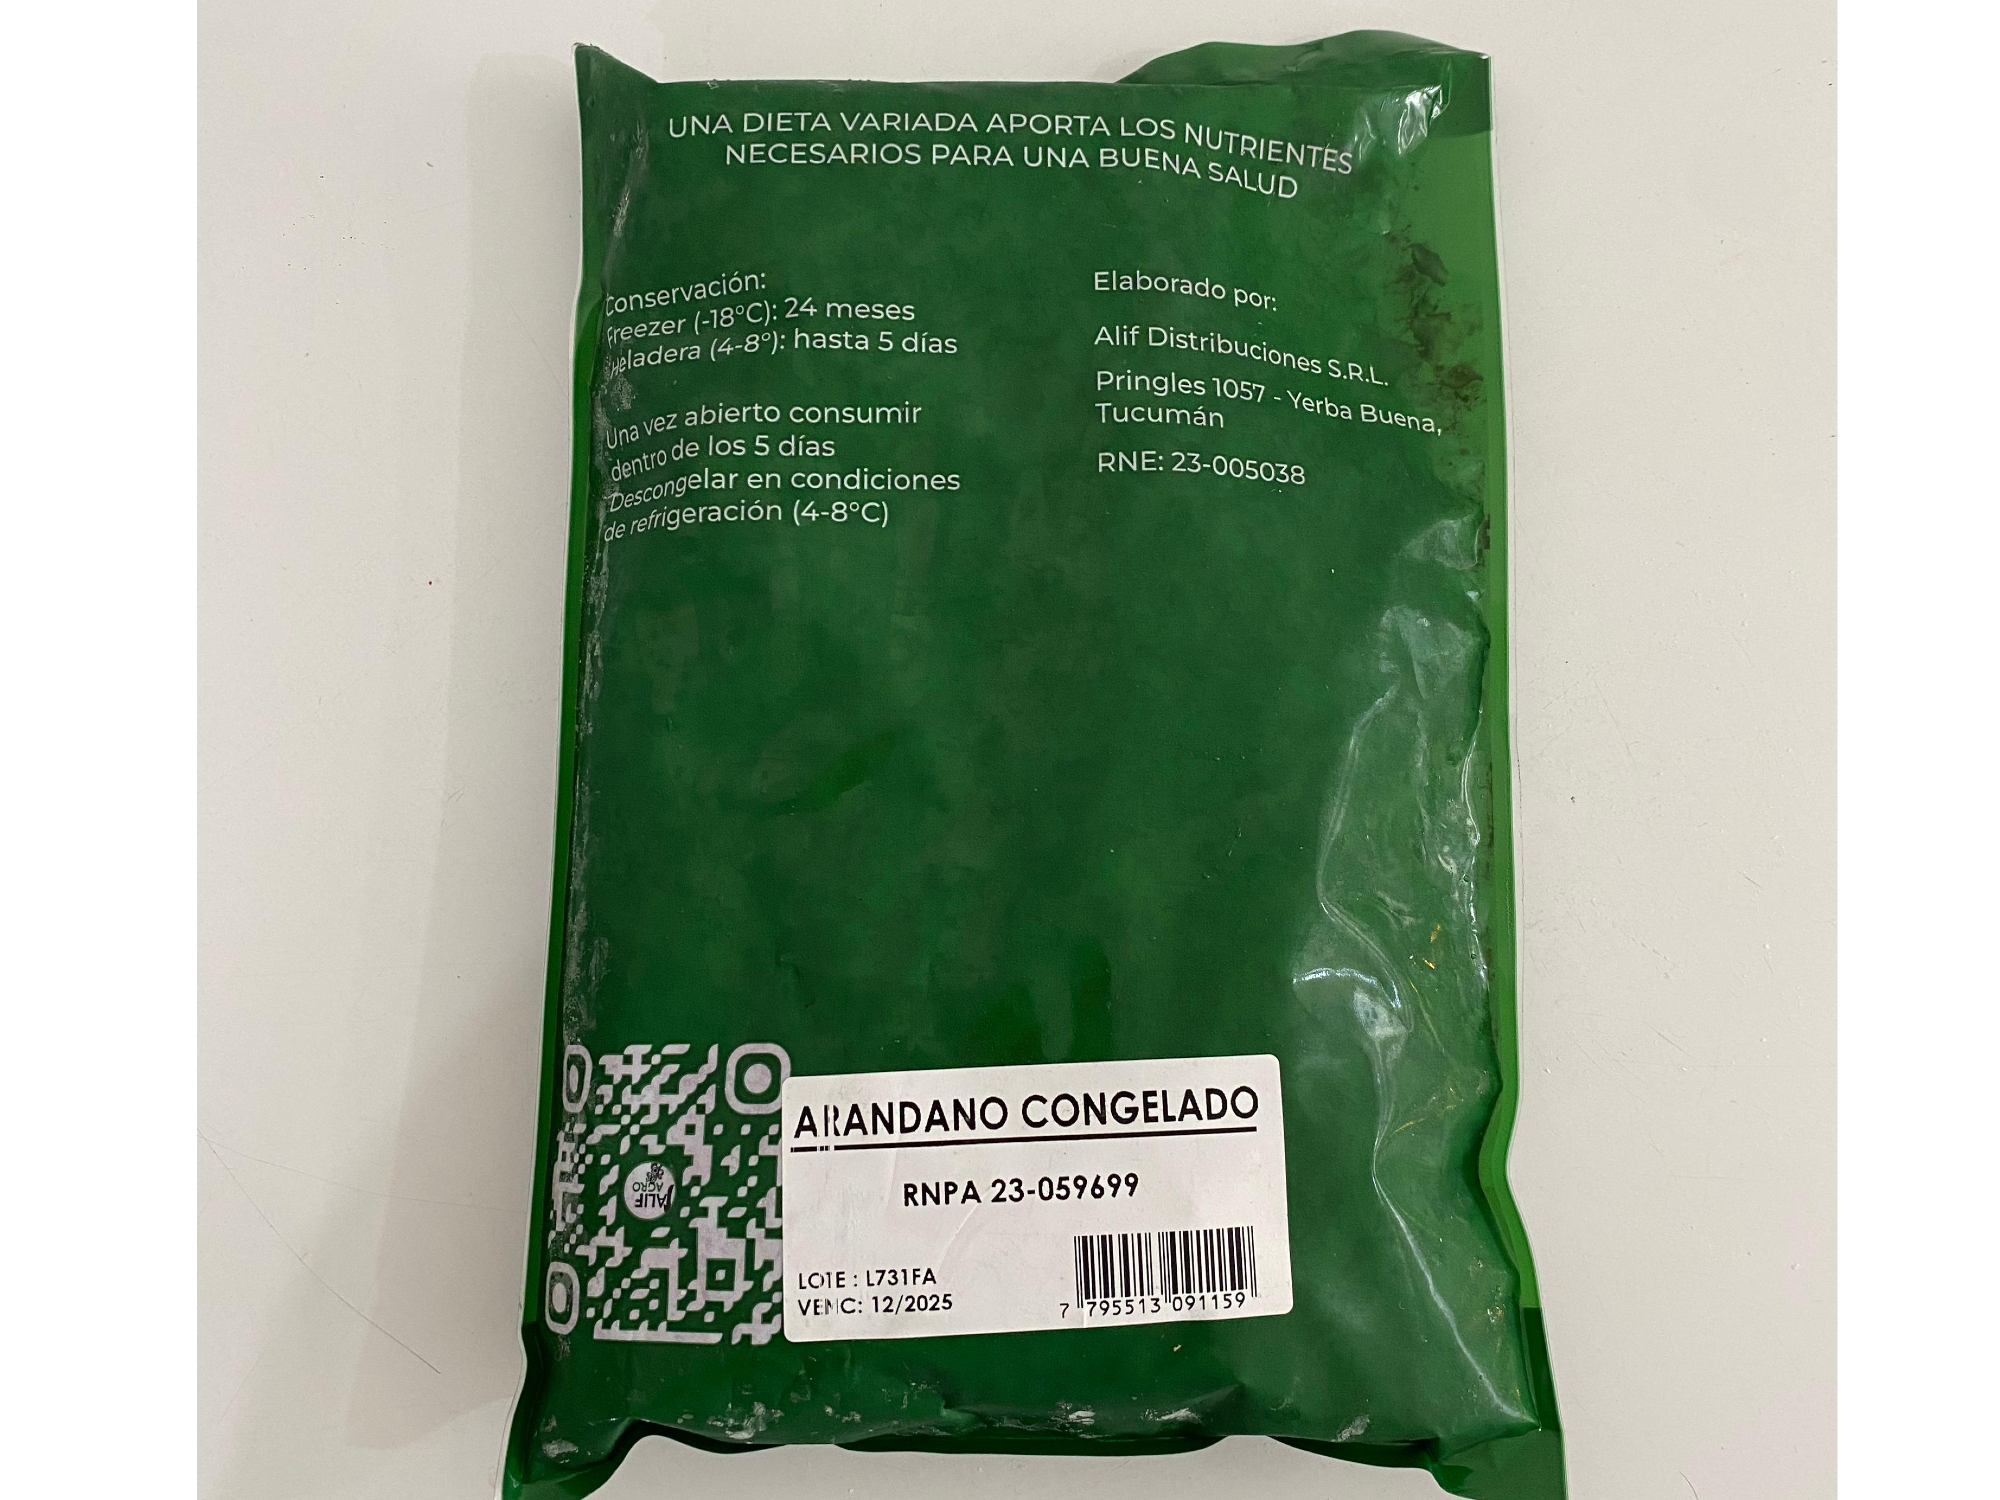 UNA DIETA VARIADA APORTA LOS NUTRIENTES
NECESARIOS PARA UNA BUENA SALUD
Conservación:
Freezer (-18°C): 24 meses
Heladera (4-8°): hasta 5 días
Una vez abierto consumir
dentro de los 5 días
Descongelar en condiciones
de refrigeración (4-8°C)
Elaborado por:
Alif Distribuciones S.R.L.
Pringles 1057 - Yerba Buena,
Tucumán
RNE: 23-005038
ALIF
AGRO
ARANDANO CONGELADO
RNPA 23-059699
LOTE : L731FA
VENC: 12/2025
7 795513 091159